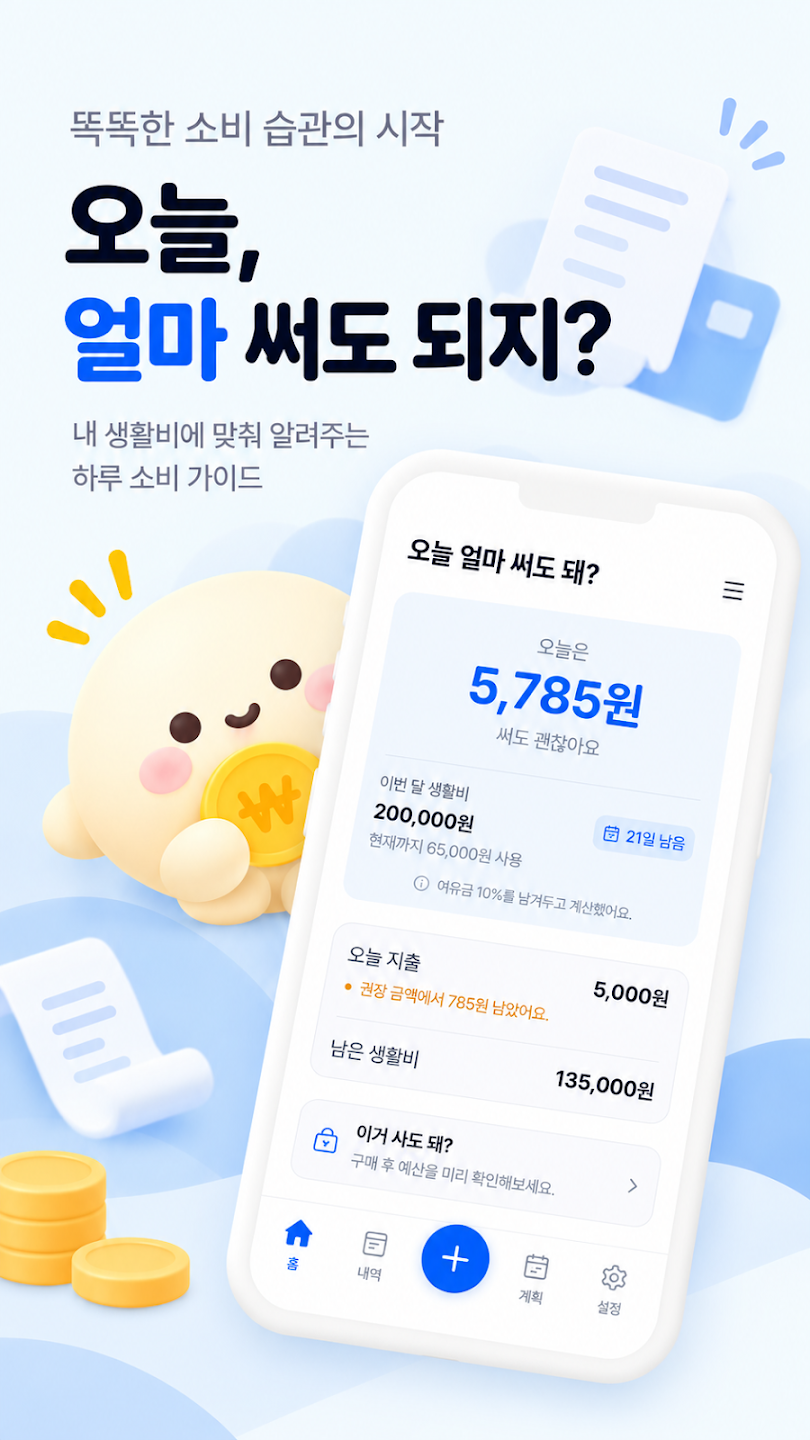 똑똑한 소비 습관의 시작
오늘,
얼마 써도 되지?
내 생활비에 맞춰 알려주는
하루 소비 가이드
오늘 얼마 써도 돼?
오늘은
5,785원
써도 괜찮아요
이번 달 생활비
200,000원
21일 남음
현재까지 65,000원 사용
여유금 10%를 남겨두고 계산했어요.
오늘 지출
5,000원
• 권장 금액에서 785원 남았어요.
남은 생활비
135,000원
이거 사도 돼?
구매 후 예산을 미리 확인해보세요.
홈
내역
계획
설정
₩